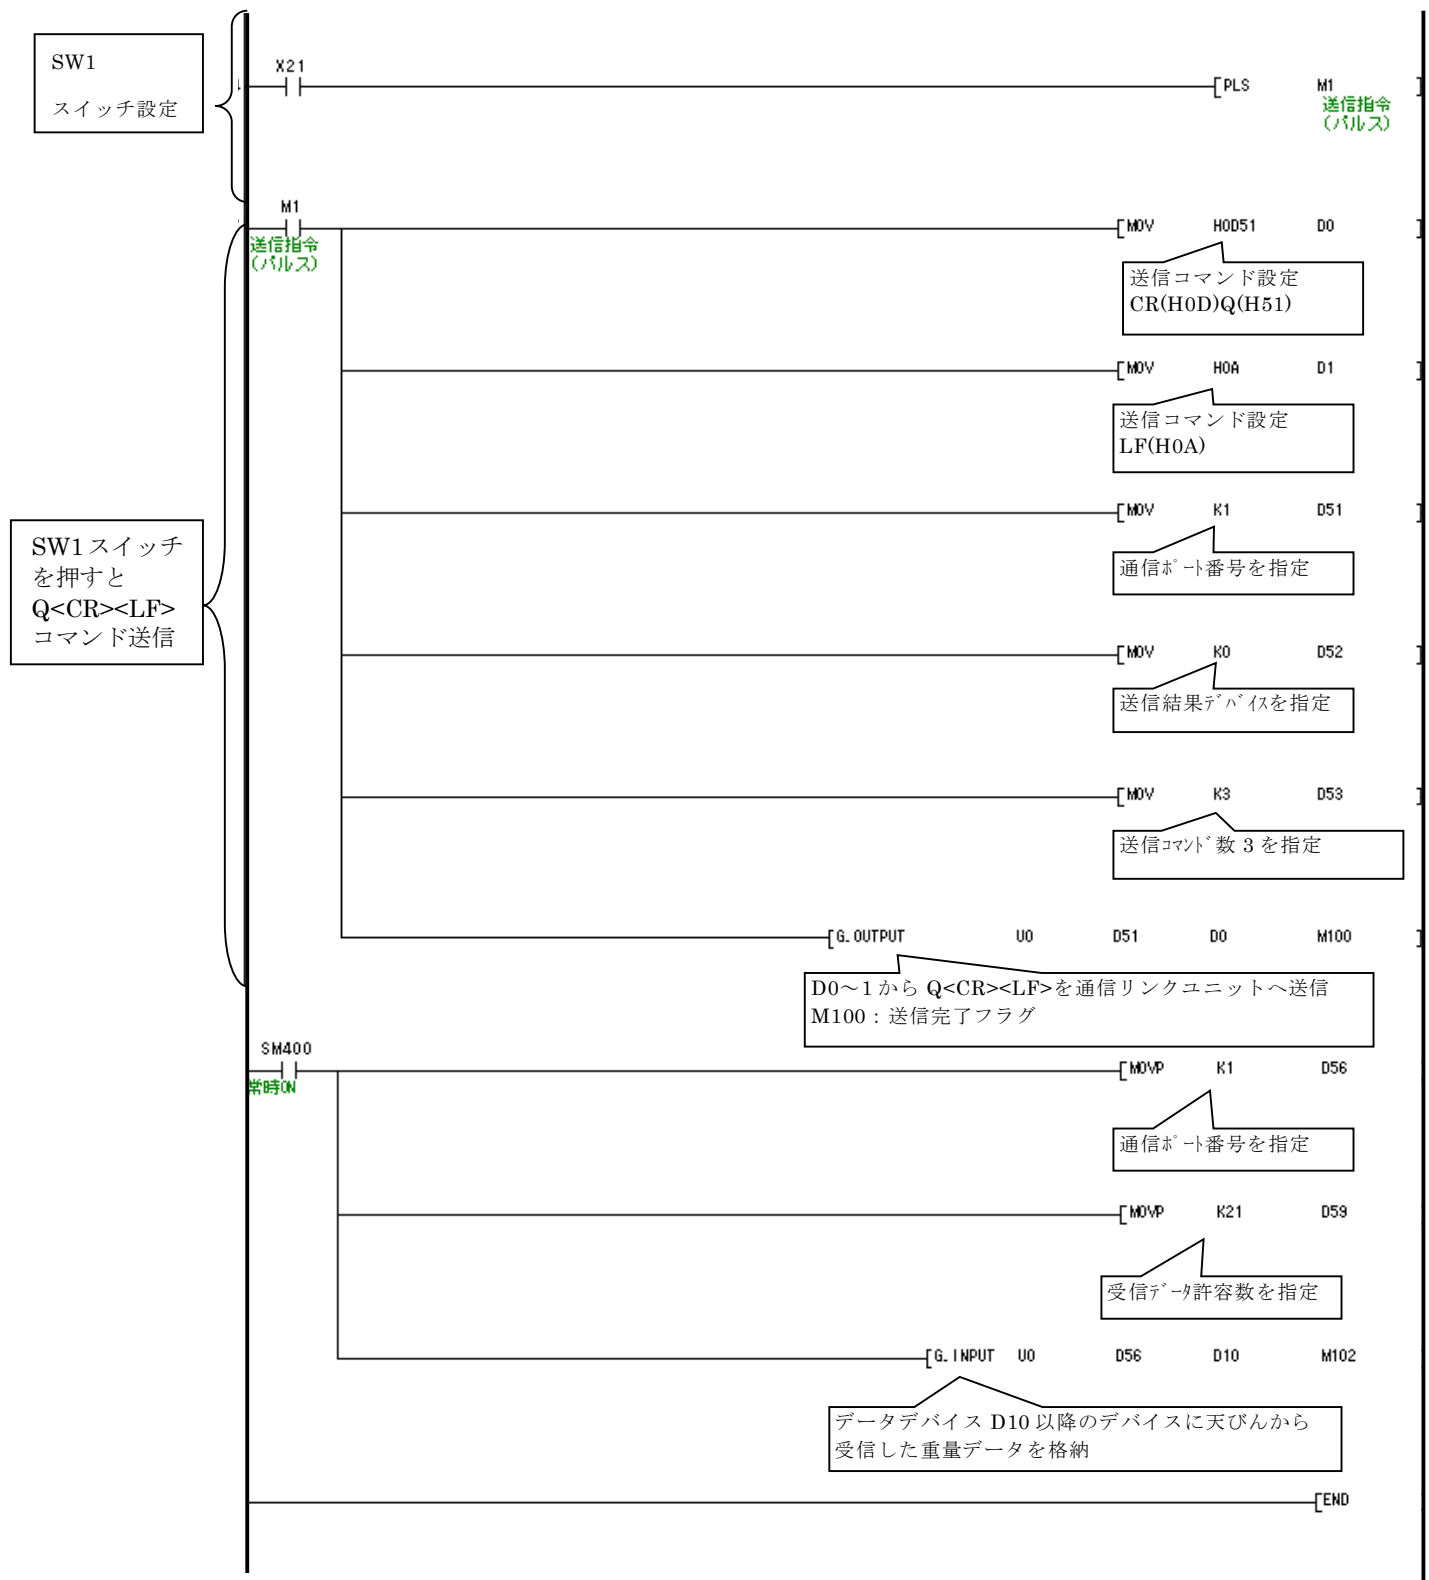 SW1
スイッチ設定
X21
PLS M1
送信指令
(パルス)
M1
送信指令
(パルス)
MOV H0D51 D0
送信コマンド設定
CR(H0D)Q(H51)
MOV H0A D1
送信コマンド設定
LF(H0A)
MOV K1 D51
通信ﾎﾟｰﾄ番号を指定
SW1スイッチ
を押すと
Q<CR><LF>
コマンド送信
MOV K0 D52
送信結果ﾃﾞﾊﾞｲｽを指定
MOV K3 D53
送信ｺﾏﾝﾄﾞ数 3 を指定
G.OUTPUT U0 D51 D0 M100
D0～1 から Q<CR><LF>を通信リンクユニットへ送信
M100：送信完了フラグ
SM400
常時ON
MOVP K1 D56
通信ﾎﾟｰﾄ番号を指定
MOVP K21 D59
受信ﾃﾞｰﾀ許容数を指定
G.INPUT U0 D56 D10 M102
データデバイス D10 以降のデバイスに天びんから
受信した重量データを格納
END